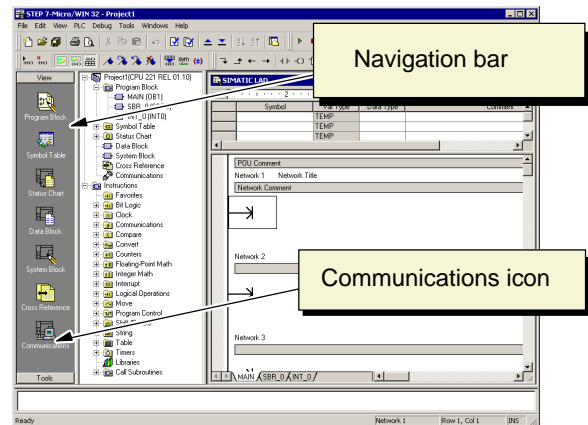 STEP 7-Micro/WIN 32 - Project1
File Edit View PLC Debug Tools Windows Help
Navigation bar
View
Program Block
Symbol Table
Status Chart
Data Block
System Block
Cross Reference
Communications
Tools
Project1(CPU 221 REL 01.10)
Program Block
MAIN (OB1)
SBR_0
INT_0 (INT0)
Symbol Table
Status Chart
Data Block
System Block
Cross Reference
Communications
Instructions
Favorites
Bit Logic
Clock
Communications
Compare
Convert
Counters
Floating-Point Math
Integer Math
Interrupt
Logical Operations
Move
Program Control
String
Table
Timers
Libraries
Call Subroutines
SIMATIC LAD
2
Symbol Var Type Data Type Comment
TEMP
TEMP
TEMP
POU Comment
Network 1 Network Title
Network Comment
Network 2
Communications icon
Network 3
MAIN SBR_0 INT_0
Ready Network 1 Row 1, Col 1 INS